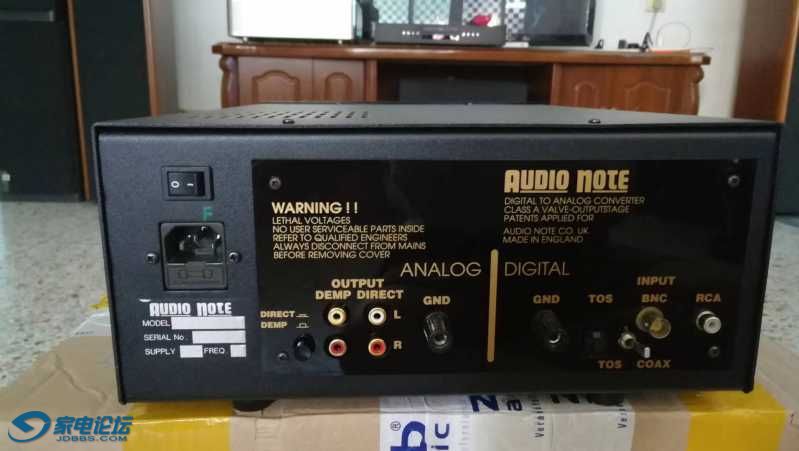 F
WARNING ! !
LETHAL VOLTAGES
NO USER SERVICEABLE PARTS INSIDE
REFER TO QUALIFIED ENGINEERS
ALWAYS DISCONNECT FROM MAINS
BEFORE REMOVING COVER
AUDIO NOTE
DIGITAL TO ANALOG CONVERTER
CLASS A VALVE-OUTPUTSTAGE
PATENTS APPLIED FOR
AUDIO NOTE CO. UK.
MADE IN ENGLAND
ANALOG DIGITAL
OUTPUT
DEMP DIRECT
GND
DIRECT
DEMP
L
R
INPUT
GND TOS BNC RCA
TOS COAX
AUDIO NOTE
MODEL
SERIAL No.
SUPPLY FREQ.
家电论坛
JDBBS.COM